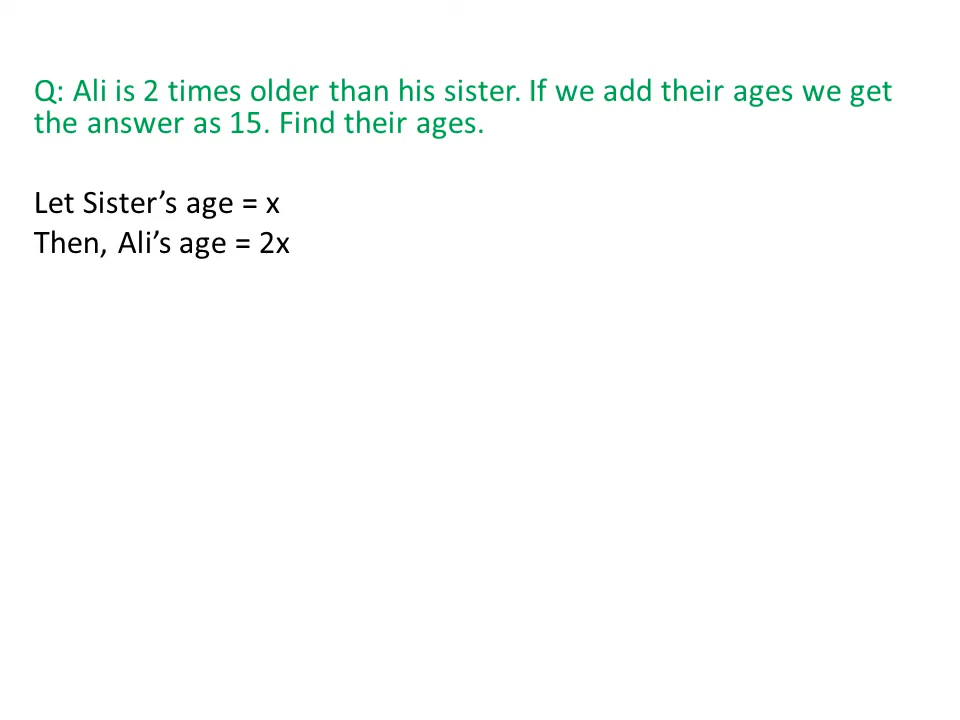 Q: Ali is 2 times older than his sister. If we add their ages we get
the answer as 15. Find their ages.
Let Sister’s age = x
Then, Ali’s age = 2x